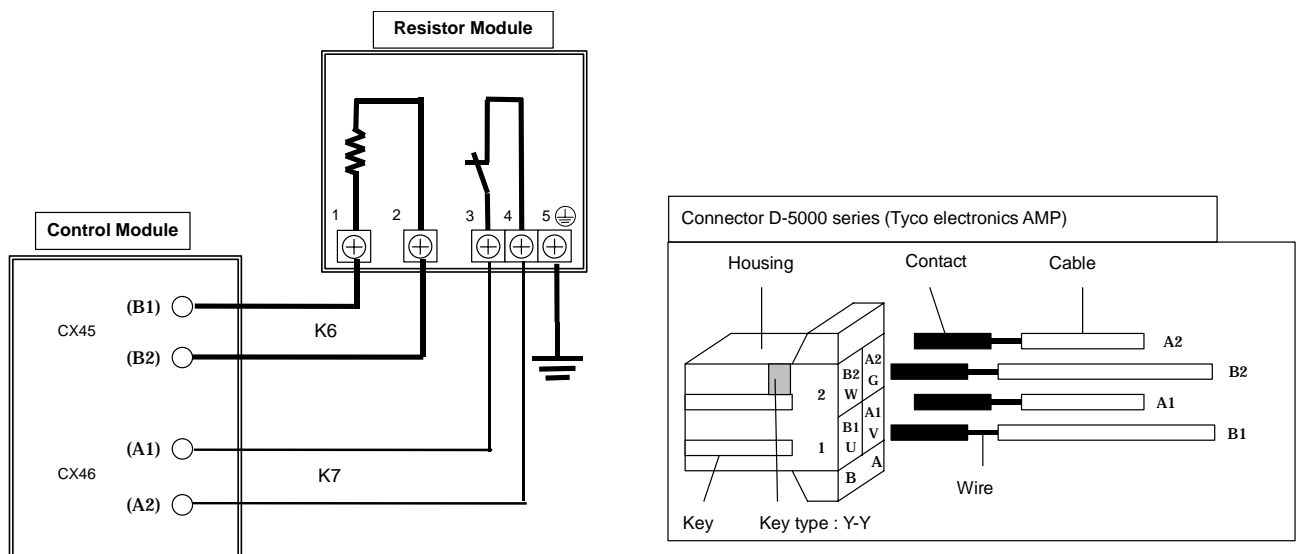 Resistor Module
1 2 3 4 5
Control Module
(B1)
CX45
K6
(B2)
(A1)
CX46
K7
(A2)
Connector D-5000 series (Tyco electronics AMP)
Housing Contact Cable
A2
B2
A1
B1
2
B2
W
A2
G
1
B1
U
A1
V
B
A
Wire
Key Key type : Y-Y